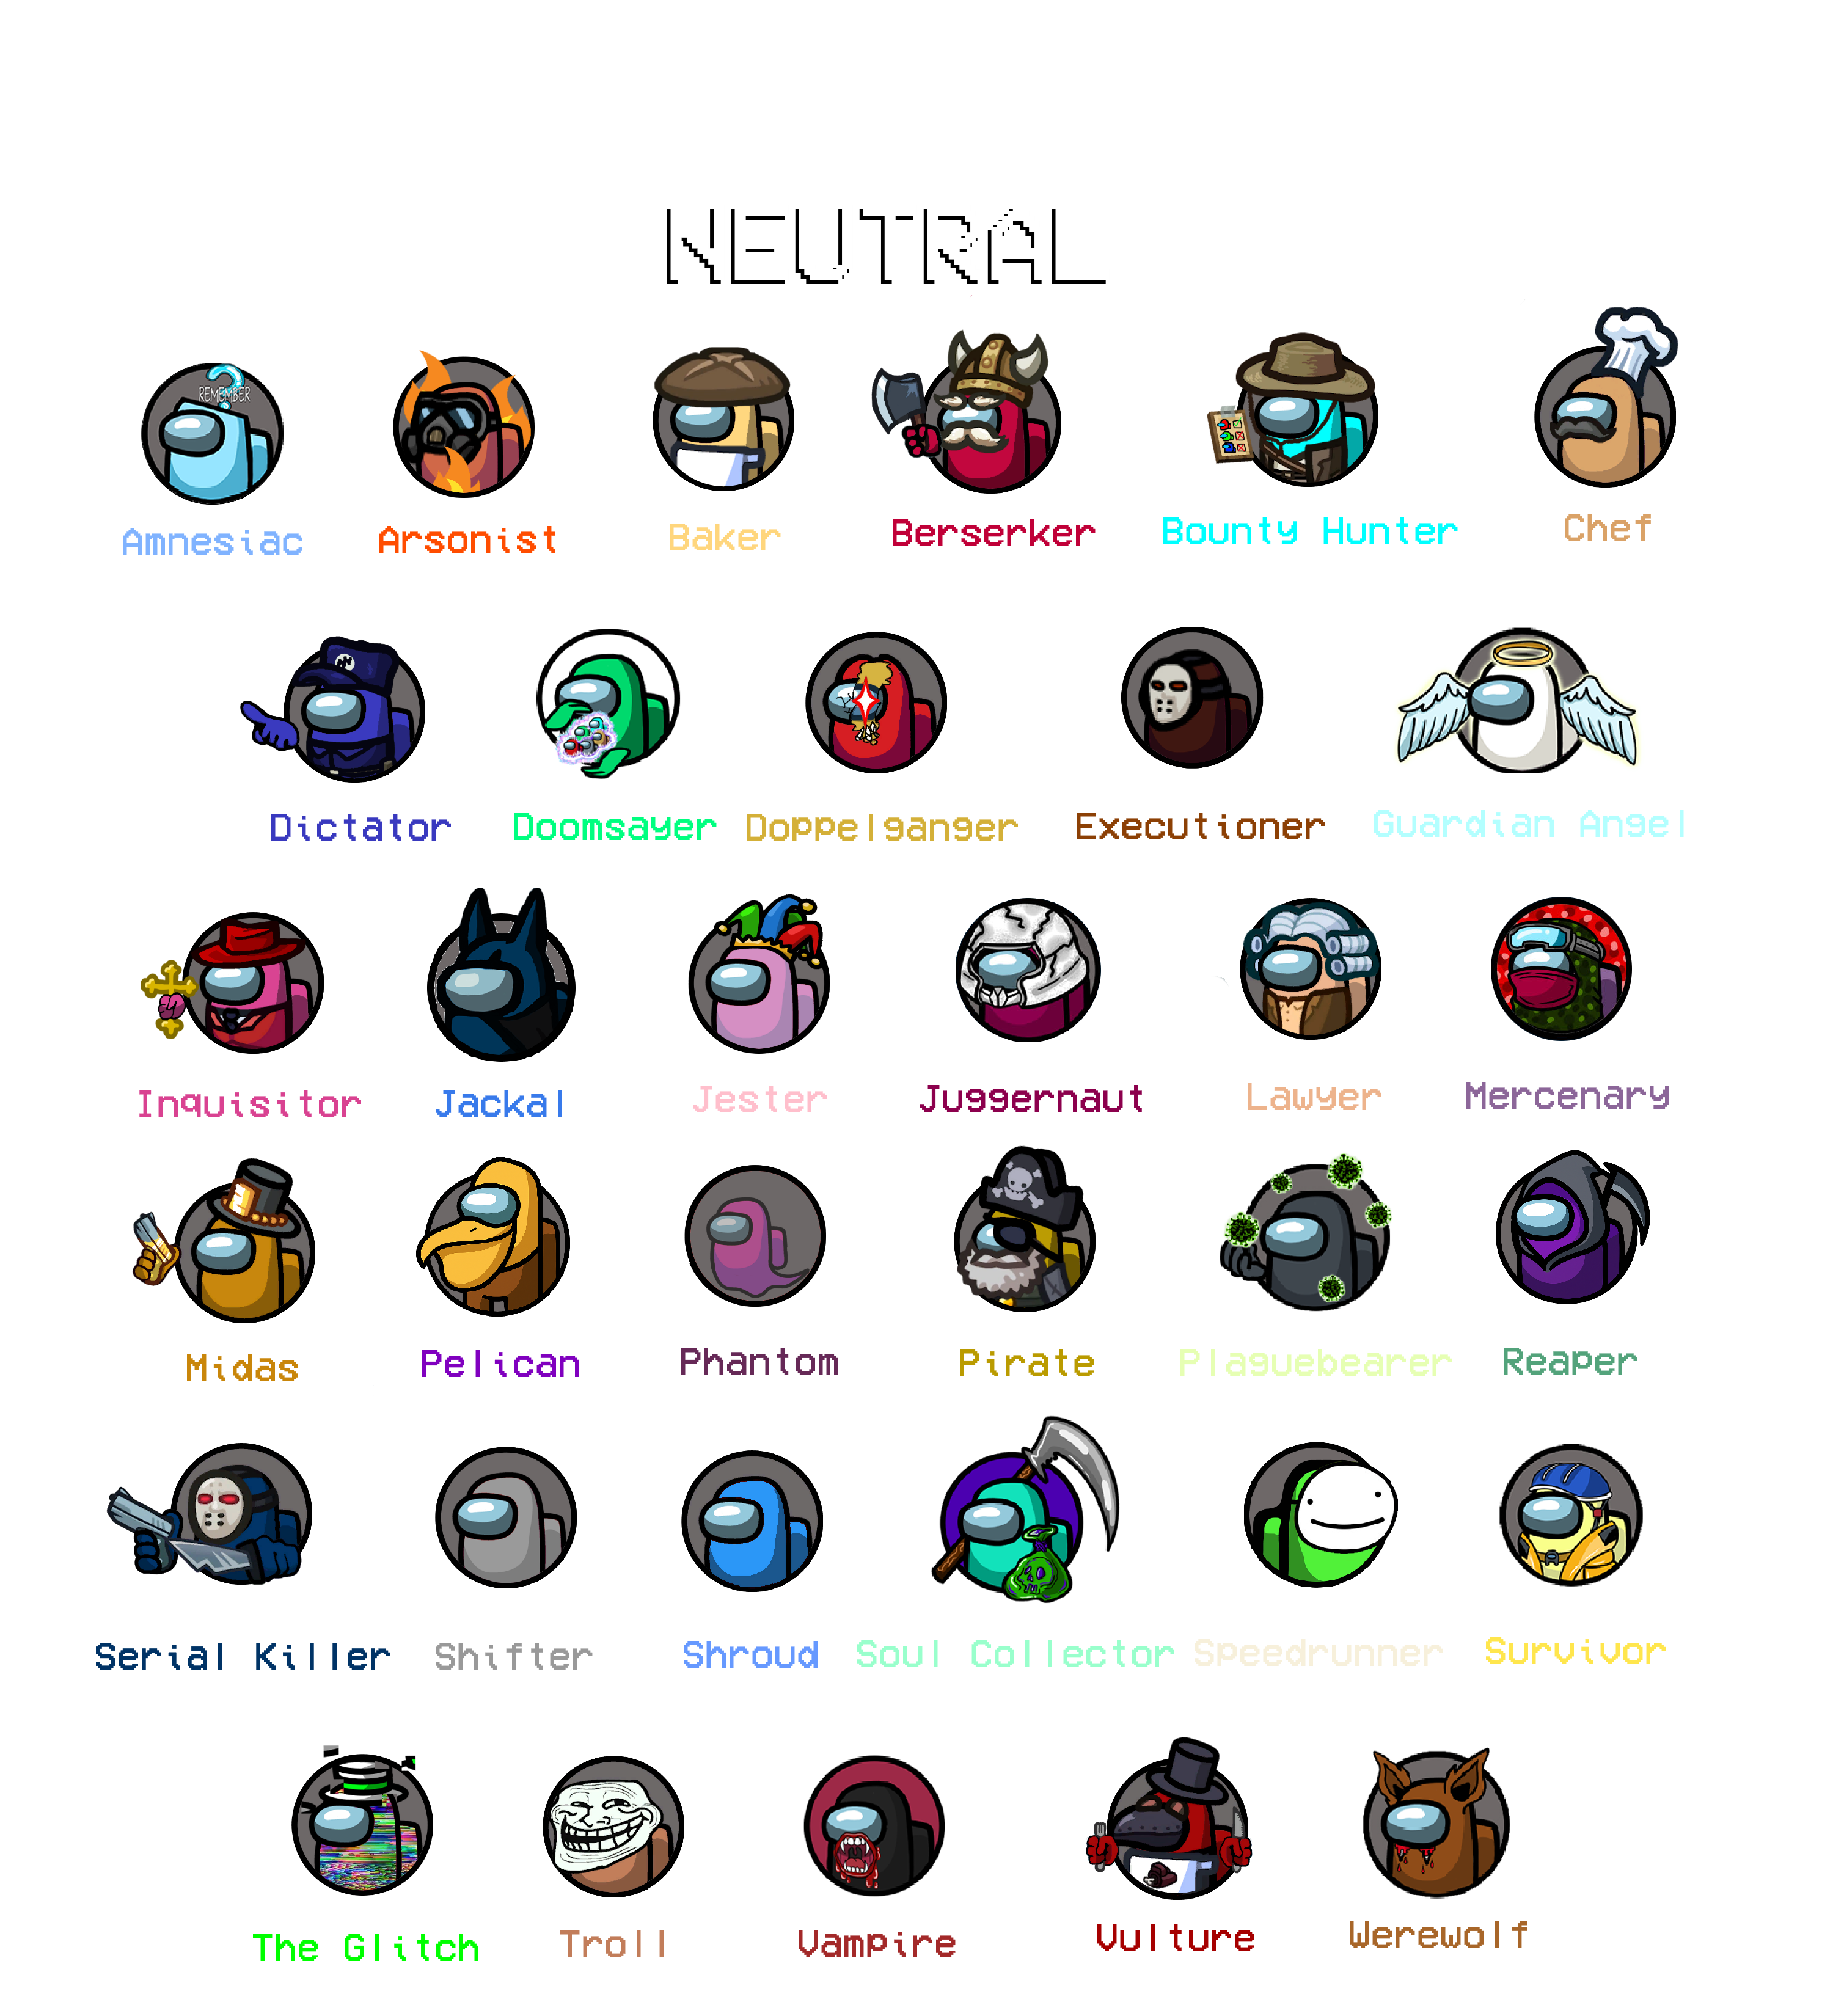 NEUTRAL
REMEMBER
Amnesiac Arsonist Baker Berserker Bounty Hunter Chef
Dictator Doomsayer Doppelganger Executioner Guardian Angel
Inquisitor Jackal Jester Juggernaut Lawyer Mercenary
Midas Pelican Phantom Pirate Plaguebearer Reaper
Serial Killer Shifter Shroud Soul Collector Speedrunner Survivor
The Glitch Troll Vampire Vulture Werewolf